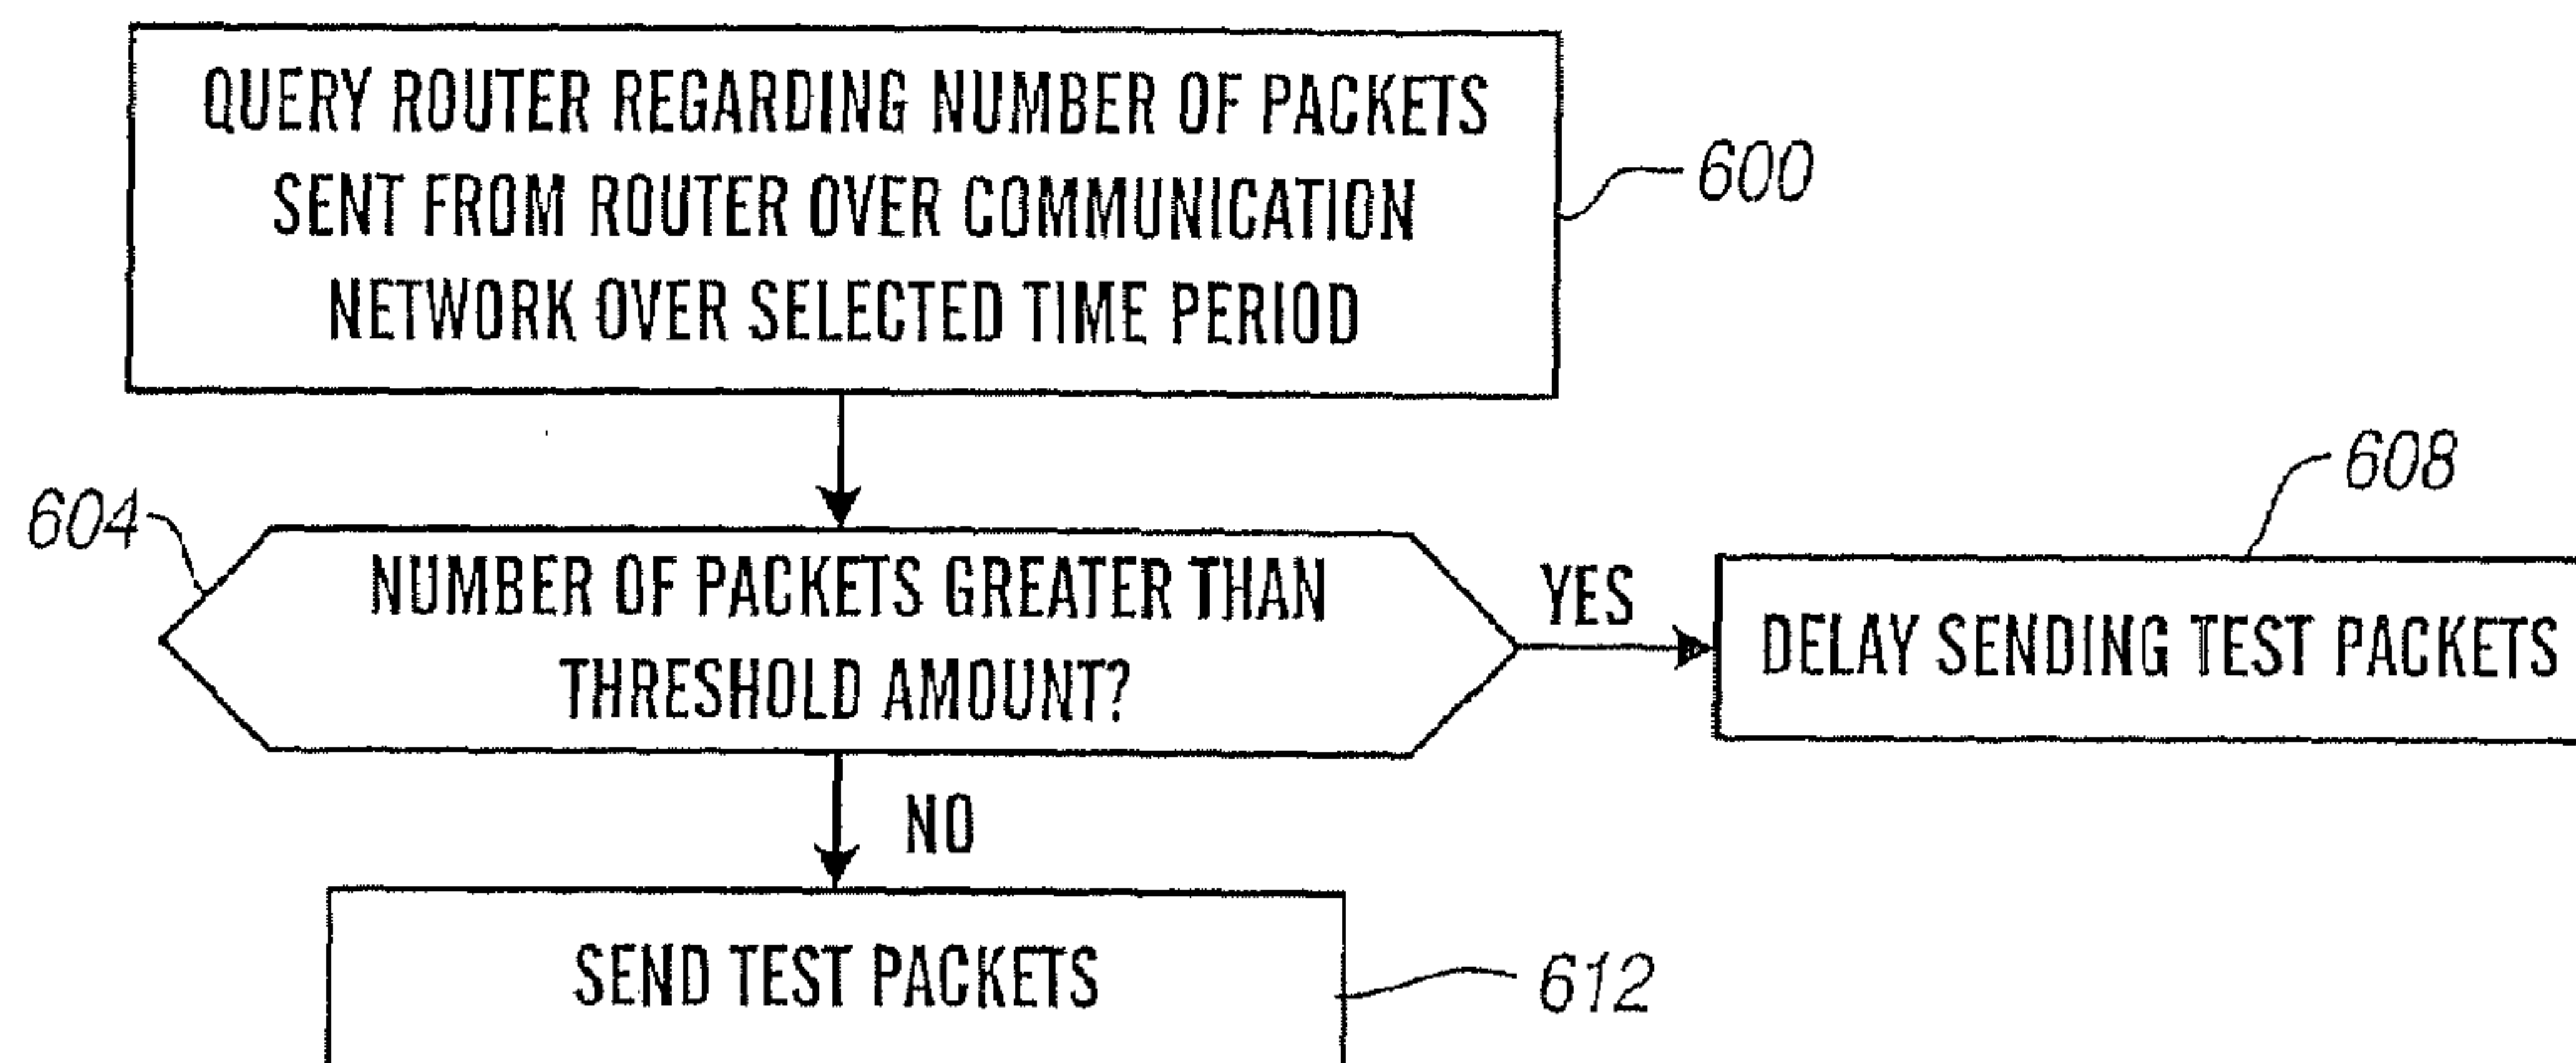 QUERY ROUTER REGARDING NUMBER OF PACKETS
SENT FROM ROUTER OVER COMMUNICATION
NETWORK OVER SELECTED TIME PERIOD
600
604
NUMBER OF PACKETS GREATER THAN
THRESHOLD AMOUNT?
YES
608
DELAY SENDING TEST PACKETS
NO
SEND TEST PACKETS
612